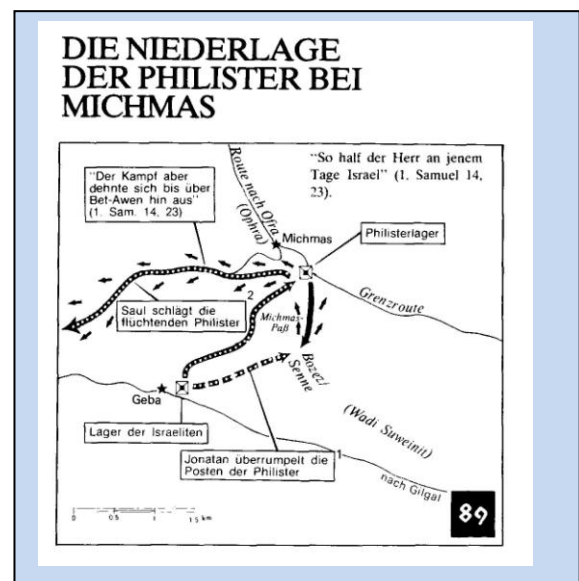 DIE NIEDERLAGE
DER PHILISTER BEI
MICHMAS
"Der Kampf aber
dehnte sich bis über
Bet-Awen hin aus"
(1. Sam. 14, 23)
Route nach Ofra
(Ophra)
"So half der Herr an jenem
Tage Israel" (1. Samuel 14,
23).
Michmas
Philisterlager
Grenzroute
Saul schlägt die
flüchtenden Philister
2
Michmas-
Paß
Bozez/
Senne
Geba
(Wadi Suweinit)
Lager der Israeliten
Jonatan überrumpelt die
Posten der Philister
1
nach Gilgal
0 0.5 1 1.5 km
89